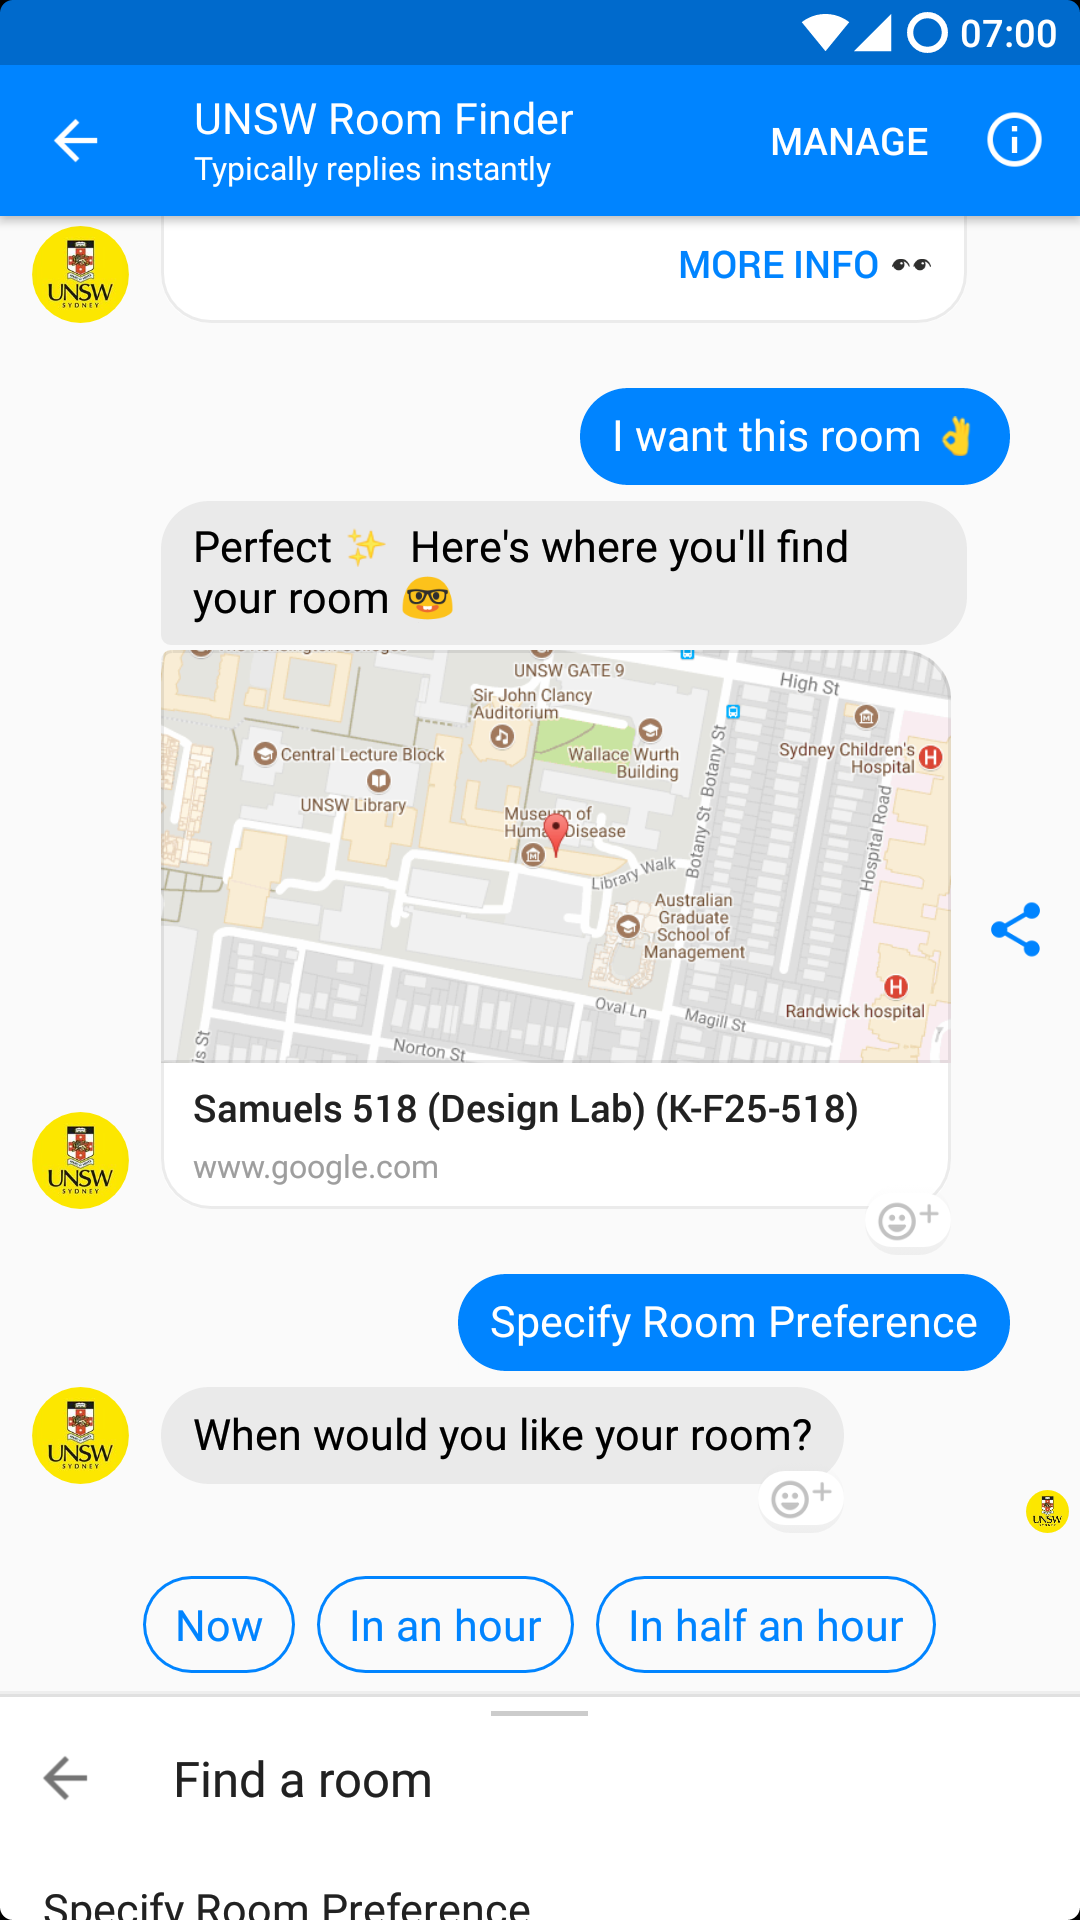 07:00
UNSW Room Finder
MANAGE
Typically replies instantly
MORE INFO 👀
UNSW
SYDNEY
I want this room 👌
Perfect ✨ Here's where you'll find
your room 🤓
UNSW GATE 9
High St
Sir John Clancy
Auditorium
Central Lecture Block
Wallace Wurth
Building
Botany St
Botany St
Sydney Children's
Hospital
H
UNSW Library
Museum of
Human Disease
Hospital Road
Library Walk
Australian
Graduate
School of
Management
H
Randwick hospital
Oval Ln
Magill St
is St
Norton St
Samuels 518 (Design Lab) (K-F25-518)
www.google.com
UNSW
SYDNEY
Specify Room Preference
When would you like your room?
UNSW
SYDNEY
UNSW
Now
In an hour
In half an hour
Find a room
Specify Room Preference